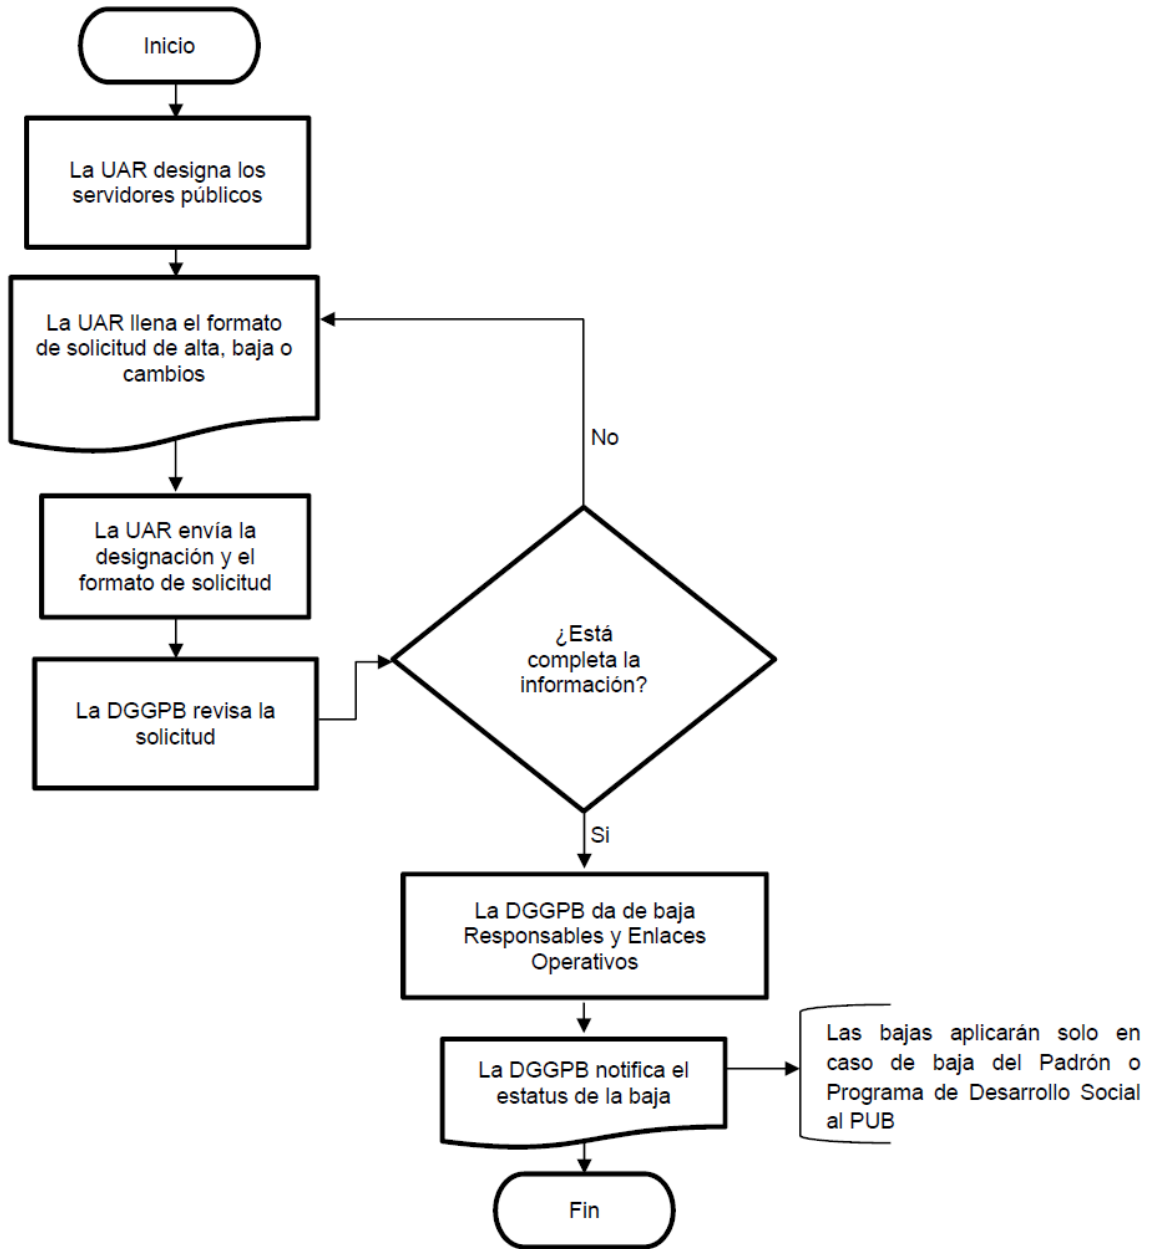 Inicio
La UAR designa los
servidores públicos
La UAR llena el formato
de solicitud de alta, baja o
cambios
No
La UAR envía la
designación y el
formato de solicitud
¿Está
completa la
información?
La DGGPB revisa la
solicitud
Si
La DGGPB da de baja
Responsables y Enlaces
Operativos
La DGGPB notifica el
estatus de la baja
Las bajas aplicarán solo en
caso de baja del Padrón o
Programa de Desarrollo Social
al PUB
Fin